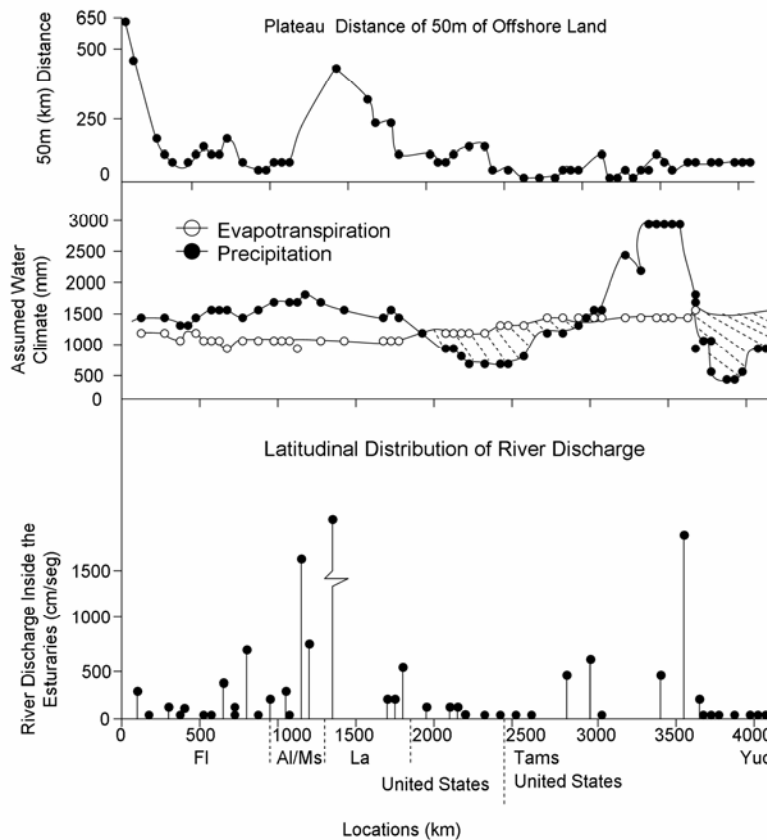 Plateau Distance of 50m of Offshore Land
50m (km) Distance
650
500
250
0
Evapotranspiration
Precipitation
Assumed Water
Climate (mm)
3000
2500
2000
1500
1000
500
0
Latitudinal Distribution of River Discharge
River Discharge Inside the
Esturaries (cm/seg)
1500
1000
500
0
0 500 1000 1500 2000 2500 3000 3500 4000
Fl Al/Ms La Tams Yuc
United States United States
Locations (km)